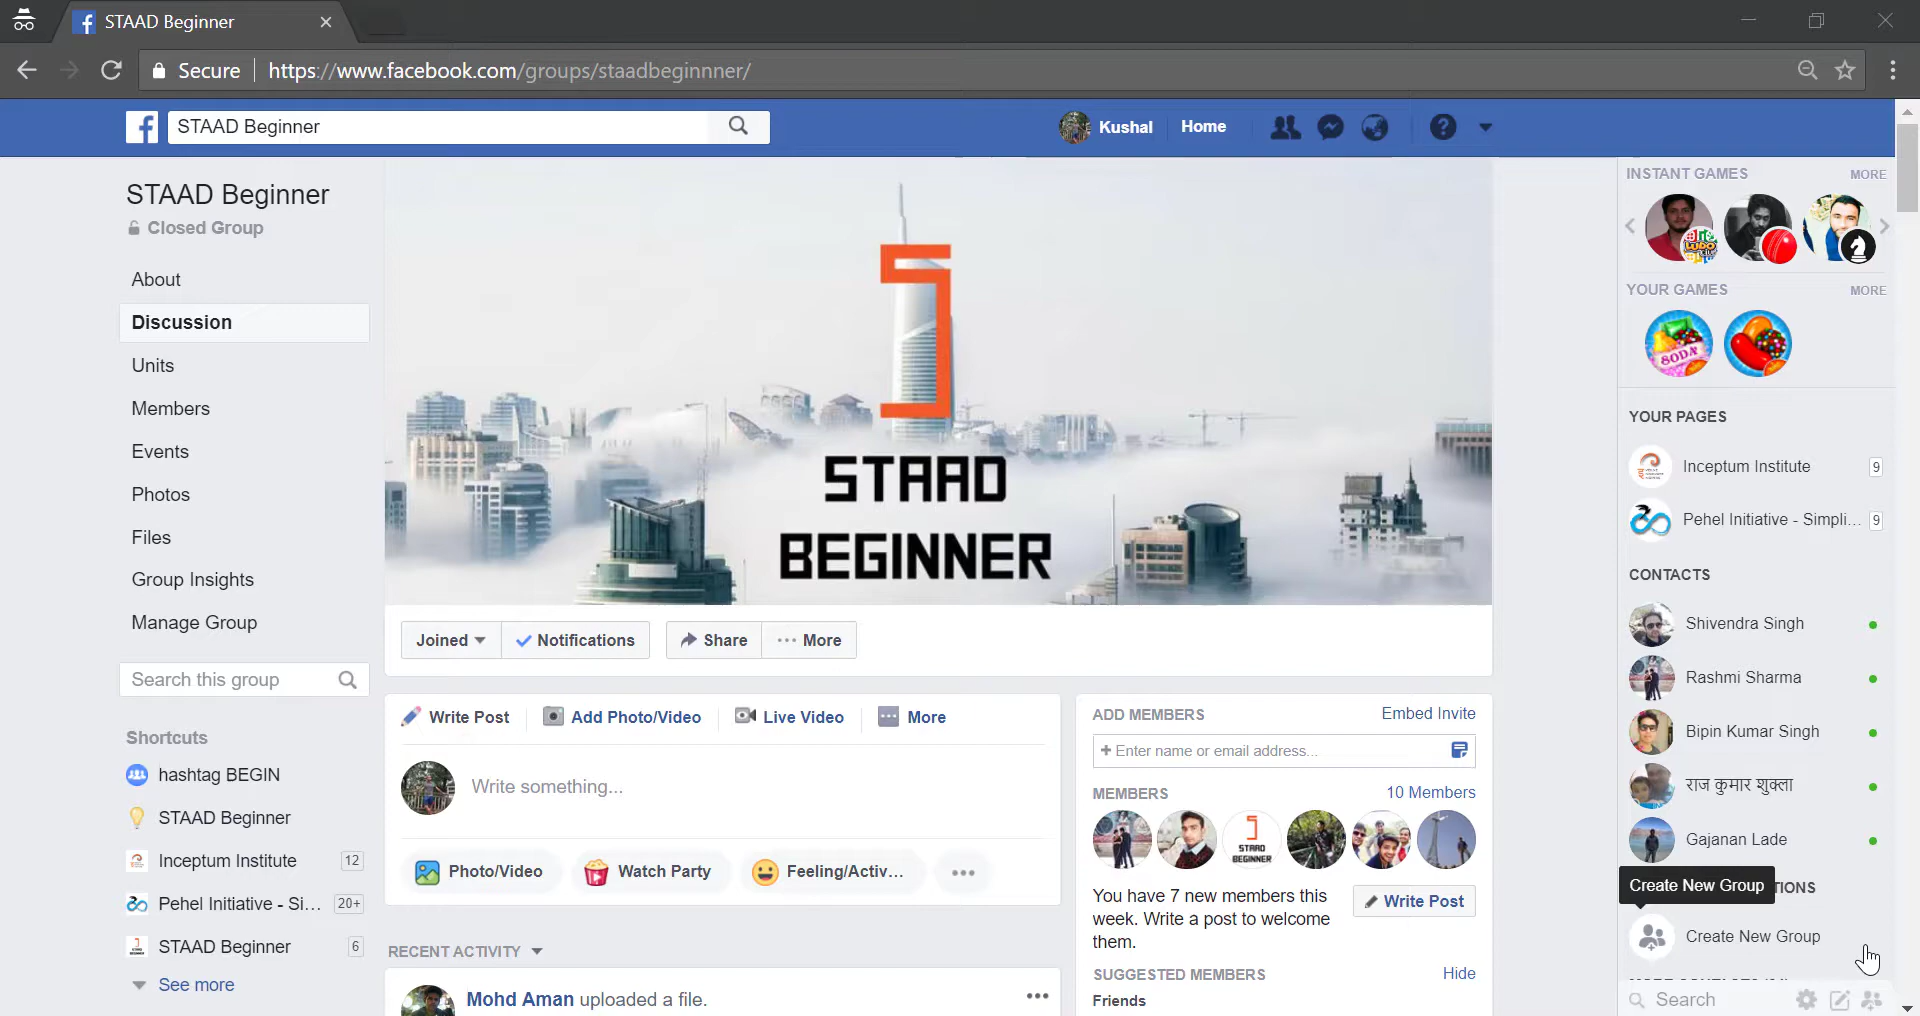 STAAD Beginner
Secure
https://www.facebook.com/groups/staadbeginnner/
STAAD Beginner
Kushal
Home
STAAD Beginner
Closed Group
About
Discussion
Units
Members
Events
Photos
Files
Group Insights
Manage Group
Search this group
Shortcuts
hashtag BEGIN
STAAD Beginner
Inceptum Institute 12
Pehel Initiative - Si... 20+
STAAD Beginner 6
See more
STAAD
BEGINNER
Joined
Notifications
Share
More
Write Post
Add Photo/Video
Live Video
More
Write something...
Photo/Video
Watch Party
Feeling/Activ...
RECENT ACTIVITY
Mohd Aman uploaded a file.
ADD MEMBERS
Embed Invite
+ Enter name or email address...
MEMBERS
10 Members
STAAD
BEGINNER
You have 7 new members this
week. Write a post to welcome
them.
Write Post
SUGGESTED MEMBERS
Hide
Friends
INSTANT GAMES
MORE
LUDO
YOUR GAMES
MORE
SODA
YOUR PAGES
Inceptum Institute 9
Pehel Initiative - Simpli... 9
CONTACTS
Shivendra Singh
Rashmi Sharma
Bipin Kumar Singh
राज कुमार शुक्ला
Gajanan Lade
Create New Group
TIONS
Create New Group
Search